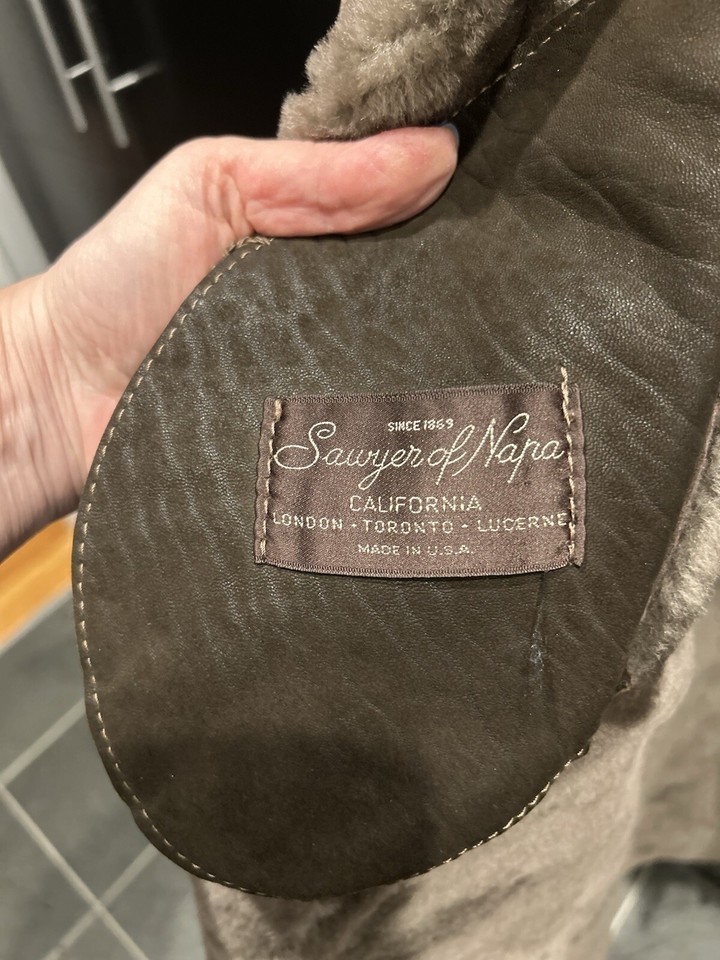 SINCE 1869
Sawyer of Napa
CALIFORNIA
LONDON - TORONTO - LUCERNE
MADE IN U.S.A.